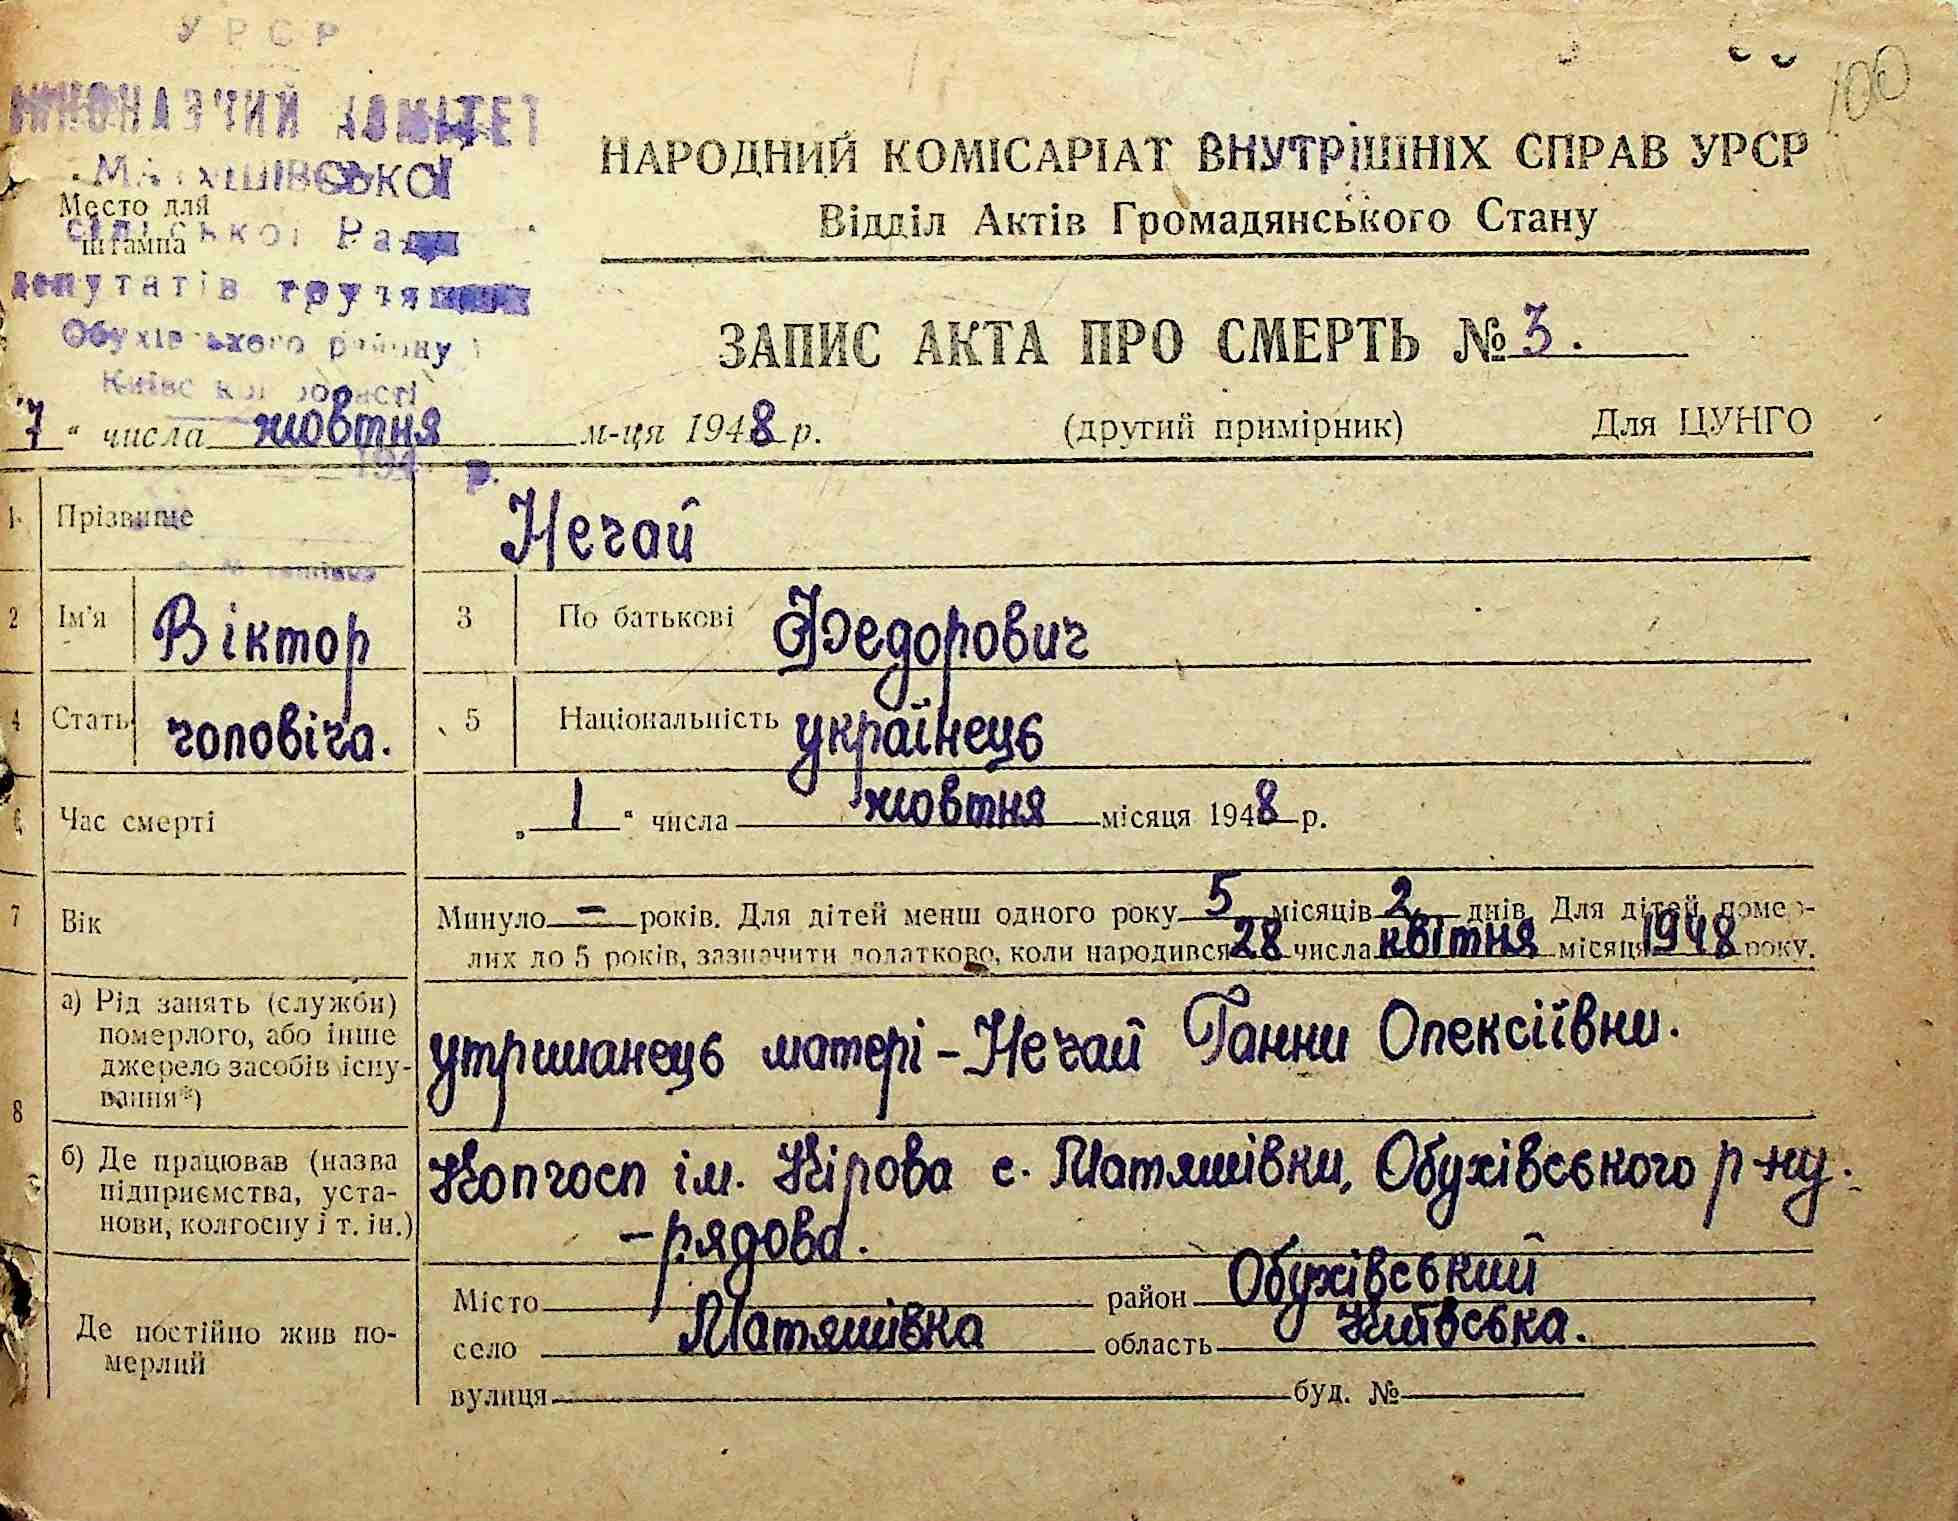 УРСР
ВИКОНАВЧИЙ КОМІТЕТ
МАТЯШІВСЬКОЇ
Место для
сільської Ради
штампа
депутатів трудящих
Обухівського району
Київської області
194 р.
100
НАРОДНИЙ КОМІСАРІАТ ВНУТРІШНІХ СПРАВ УРСР
Відділ Актів Громадянського Стану
ЗАПИС АКТА ПРО СМЕРТЬ № 3.
7 " числа жовтня м-ця 1948 р. (другий примірник) Для ЦУНГО
1 Прізвище Нечай
2 Ім'я Віктор 3 По батькові Федорович
4 Стать чоловіча. 5 Національність українець
6 Час смерті „ 1 " числа жовтня місяця 1948 р.
7 Вік Минуло — років. Для дітей менш одного року 5 місяців 2 днів. Для дітей помер-
лих до 5 років, зазначити додатково, коли народився 28 числа квітня місяця 1948 року.
8 а) Рід занять (служби)
померлого, або інше
джерело засобів існу-
вання*)
утриманець матері - Нечай Ганни Олексіївни.
б) Де працював (назва
підприємства, уста-
нови, колгоспу і т. ін.)
Колгосп ім. Кірова с. Матяшівки, Обухівського р-ну.
- рядова.
Де постійно жив по-
мерлий
Місто район Обухівський
село Матяшівка область Київська.
вулиця буд. №